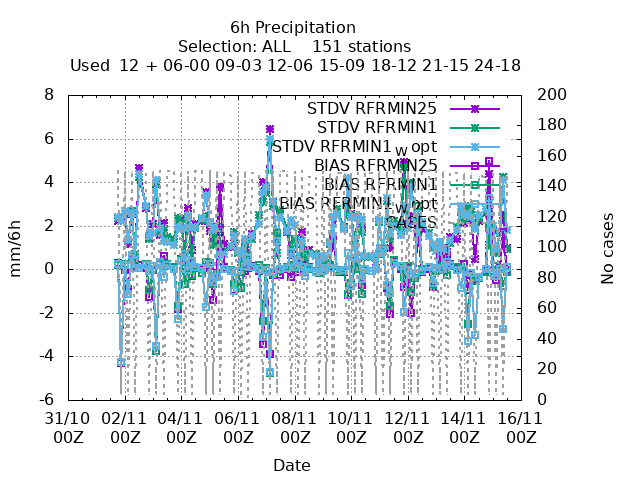 6h Precipitation
Selection: ALL 151 stations
Used 12 + 06-00 09-03 12-06 15-09 18-12 21-15 24-18
8
6
4
2
0
-2
-4
-6
mm/6h
STDV RFRMIN25
STDV RFRMIN1
STDV RFRMIN1w opt
BIAS RFRMIN25
BIAS RFRMIN1
BIAS RFRMIN1w opt
CASES
200
180
160
140
120
100
80
60
40
20
0
No cases
31/10 02/11 04/11 06/11 08/11 10/11 12/11 14/11 16/11
00Z 00Z 00Z 00Z 00Z 00Z 00Z 00Z 00Z
Date